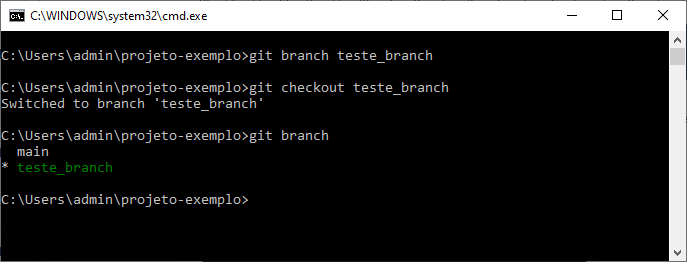 C:\WINDOWS\system32\cmd.exe
C:\Users\admin\projeto-exemplo>git branch teste_branch
C:\Users\admin\projeto-exemplo>git checkout teste_branch
Switched to branch 'teste_branch'
C:\Users\admin\projeto-exemplo>git branch
  main
* teste_branch
C:\Users\admin\projeto-exemplo>